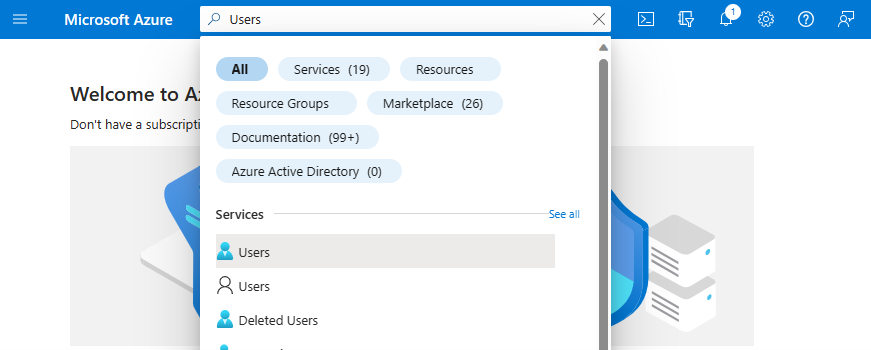 Microsoft Azure
Users
1
All
Services (19)
Resources
Resource Groups
Marketplace (26)
Documentation (99+)
Azure Active Directory (0)
Welcome to Az
Don't have a subscripti
Services
See all
Users
Users
Deleted Users